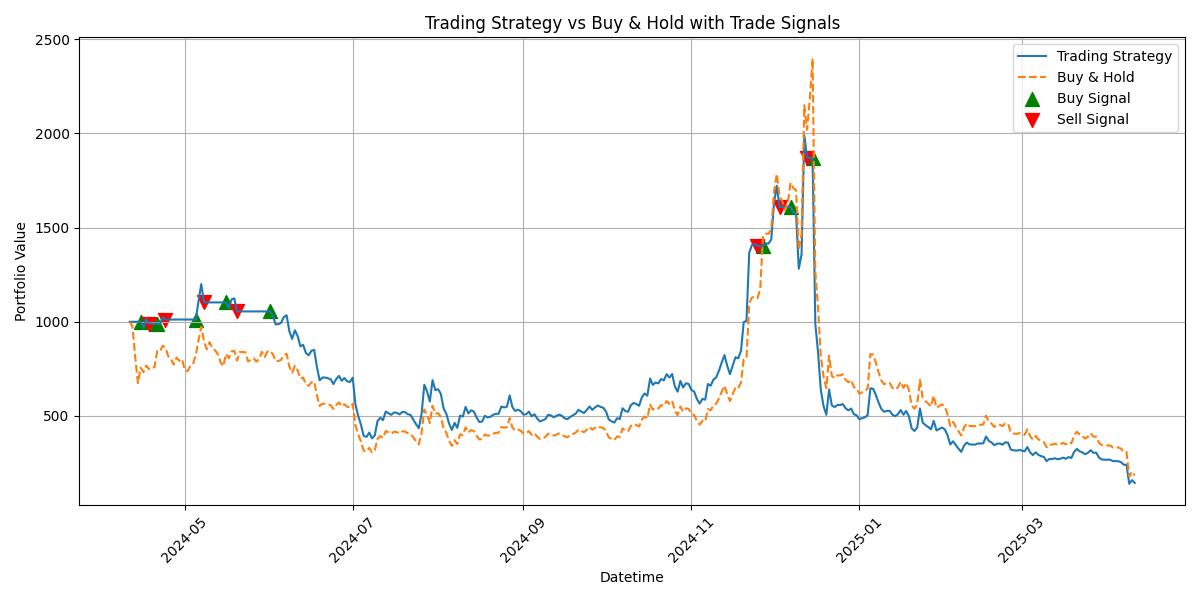 Trading Strategy vs Buy & Hold with Trade Signals
2500
2000
1500
1000
500
Portfolio Value
Trading Strategy
Buy & Hold
Buy Signal
Sell Signal
2024-05
2024-07
2024-09
2024-11
2025-01
2025-03
Datetime